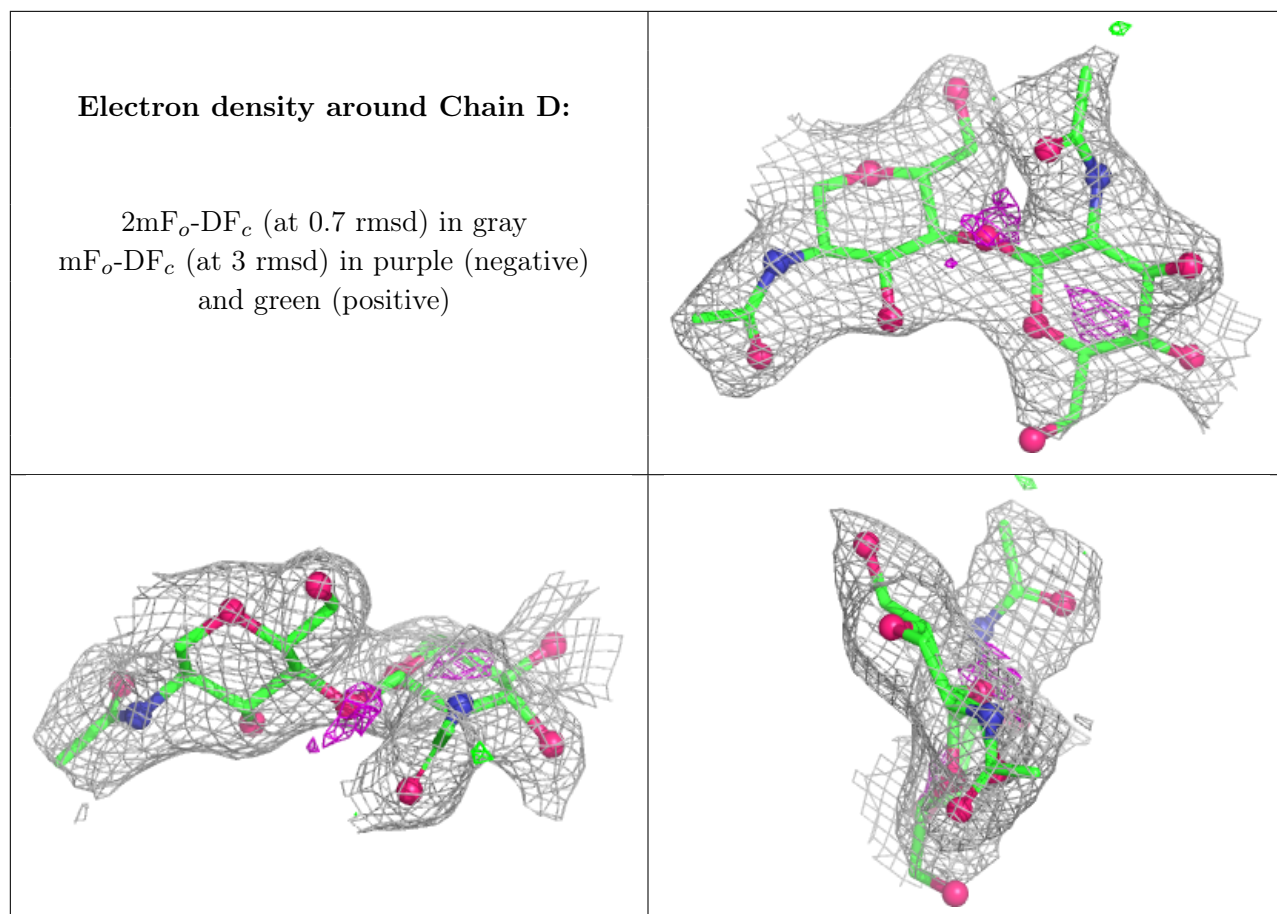 Electron density around Chain D:
2mFo-DFc (at 0.7 rmsd) in gray
mFo-DFc (at 3 rmsd) in purple (negative)
and green (positive)